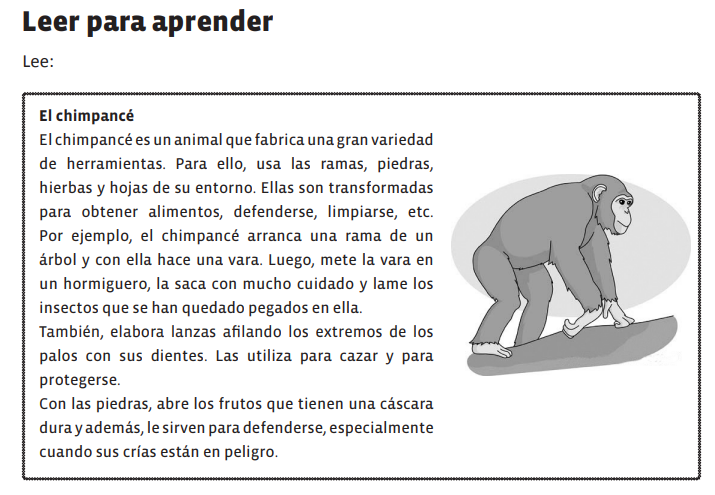 Leer para aprender
Lee:
El chimpancé
El chimpancé es un animal que fabrica una gran variedad
de herramientas. Para ello, usa las ramas, piedras,
hierbas y hojas de su entorno. Ellas son transformadas
para obtener alimentos, defenderse, limpiarse, etc.
Por ejemplo, el chimpancé arranca una rama de un
árbol y con ella hace una vara. Luego, mete la vara en
un hormiguero, la saca con mucho cuidado y lame los
insectos que se han quedado pegados en ella.
También, elabora lanzas afilando los extremos de los
palos con sus dientes. Las utiliza para cazar y para
protegerse.
Con las piedras, abre los frutos que tienen una cáscara
dura y además, le sirven para defenderse, especialmente
cuando sus crías están en peligro.